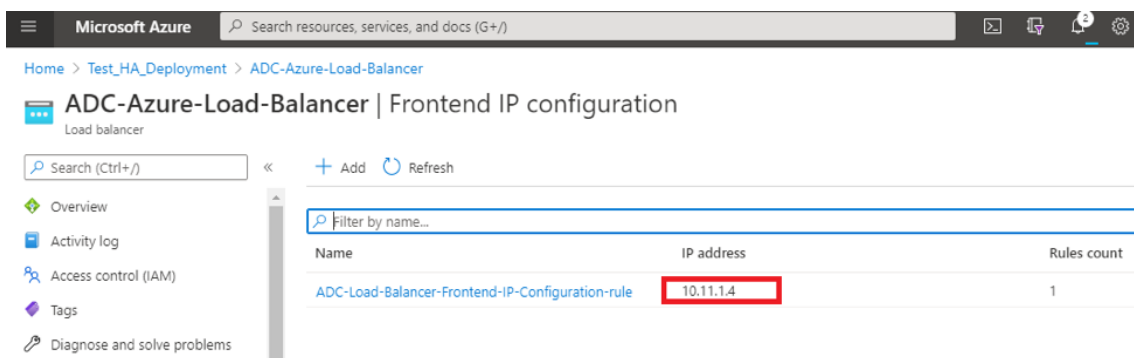 Microsoft Azure
Search resources, services, and docs (G+/)
2
Home > Test_HA_Deployment > ADC-Azure-Load-Balancer
ADC-Azure-Load-Balancer | Frontend IP configuration
Load balancer
Search (Ctrl+/)
«
+ Add
Refresh
Overview
Filter by name...
Activity log
Name
IP address
Rules count
Access control (IAM)
ADC-Load-Balancer-Frontend-IP-Configuration-rule
10.11.1.4
1
Tags
Diagnose and solve problems